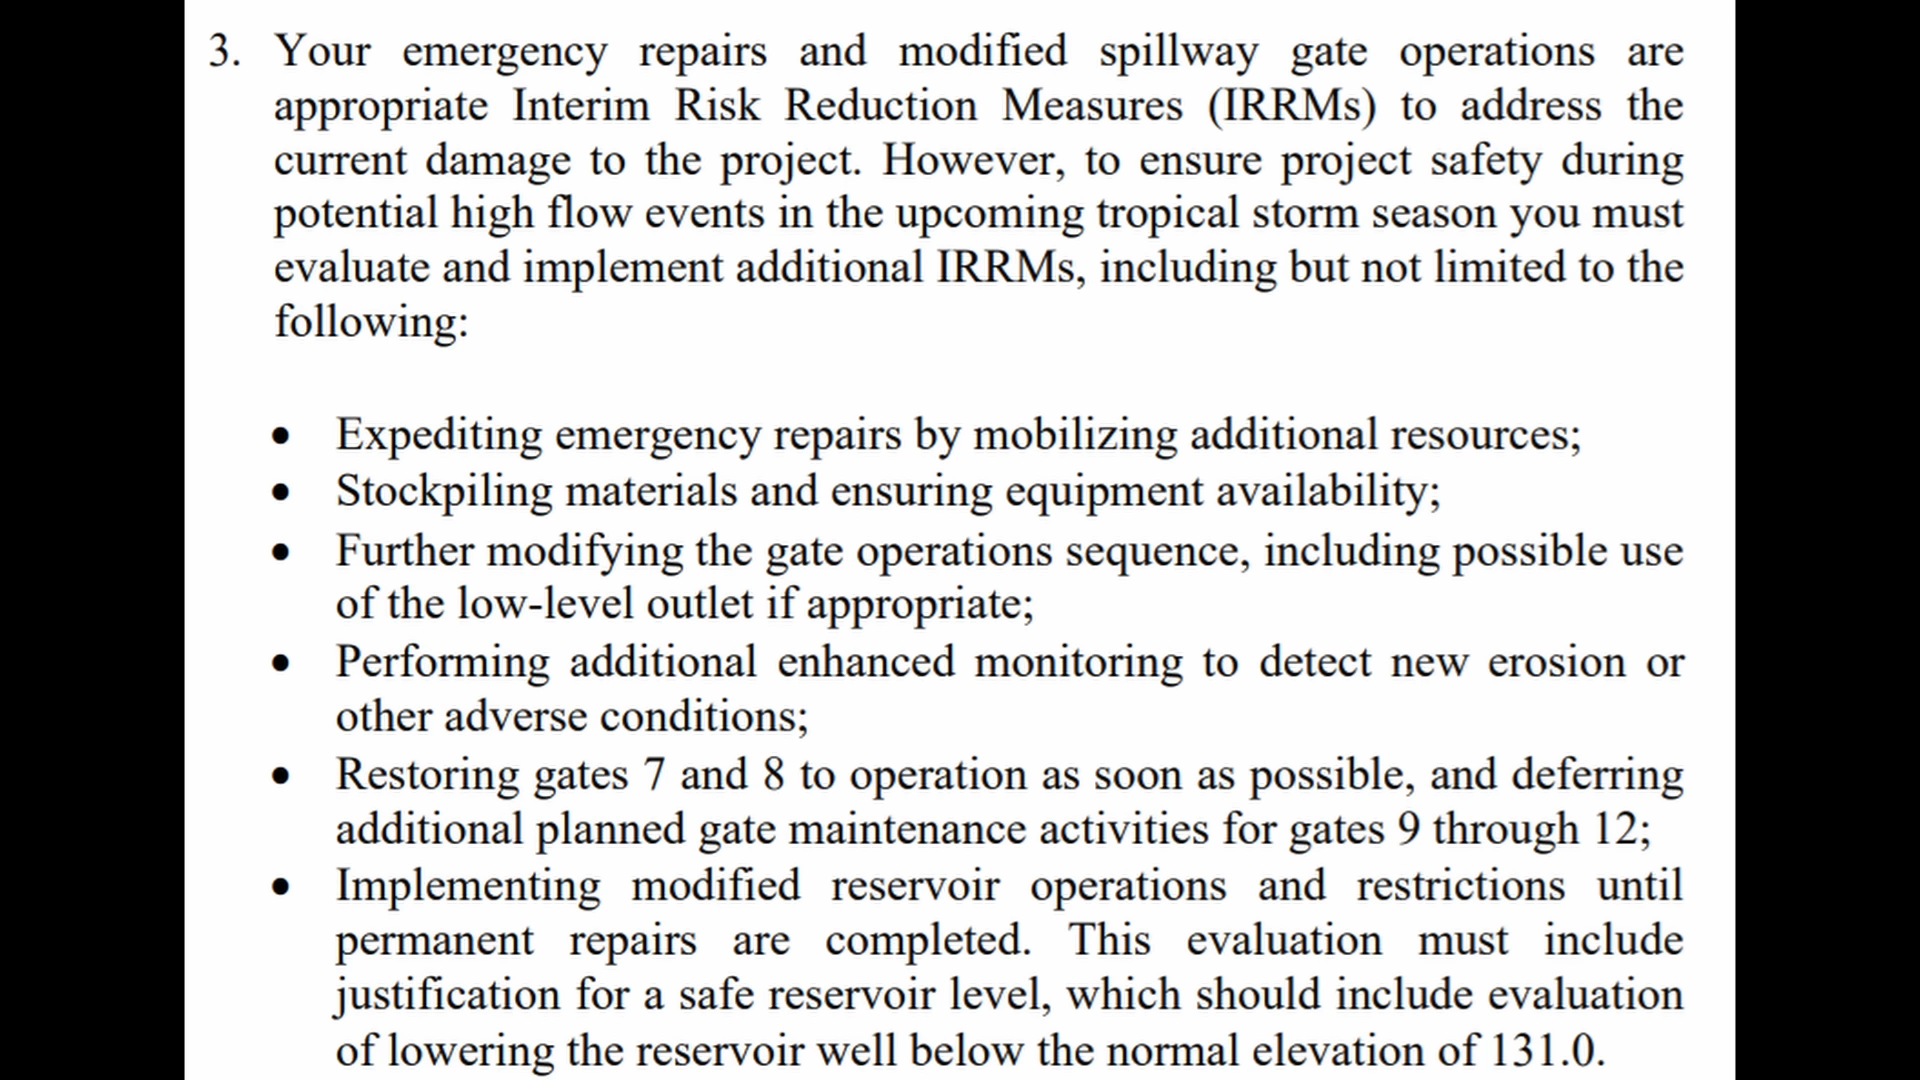 3. Your emergency repairs and modified spillway gate operations are
appropriate Interim Risk Reduction Measures (IRRMs) to address the
current damage to the project. However, to ensure project safety during
potential high flow events in the upcoming tropical storm season you must
evaluate and implement additional IRRMs, including but not limited to the
following:
• Expediting emergency repairs by mobilizing additional resources;
• Stockpiling materials and ensuring equipment availability;
• Further modifying the gate operations sequence, including possible use
of the low-level outlet if appropriate;
• Performing additional enhanced monitoring to detect new erosion or
other adverse conditions;
• Restoring gates 7 and 8 to operation as soon as possible, and deferring
additional planned gate maintenance activities for gates 9 through 12;
• Implementing modified reservoir operations and restrictions until
permanent repairs are completed. This evaluation must include
justification for a safe reservoir level, which should include evaluation
of lowering the reservoir well below the normal elevation of 131.0.